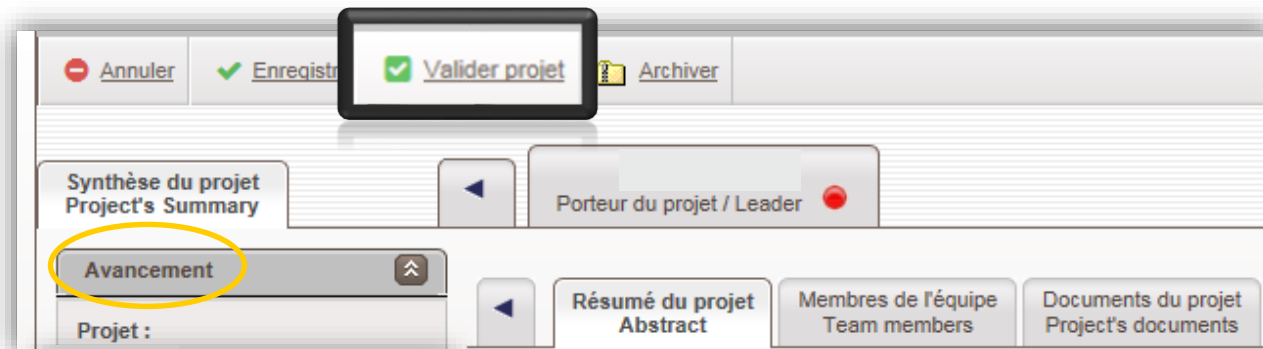 Annuler Enregistr Valider projet Archiver
Synthèse du projet
Project's Summary
Porteur du projet / Leader
Avancement
Projet :
Résumé du projet
Abstract
Membres de l'équipe
Team members
Documents du projet
Project's documents